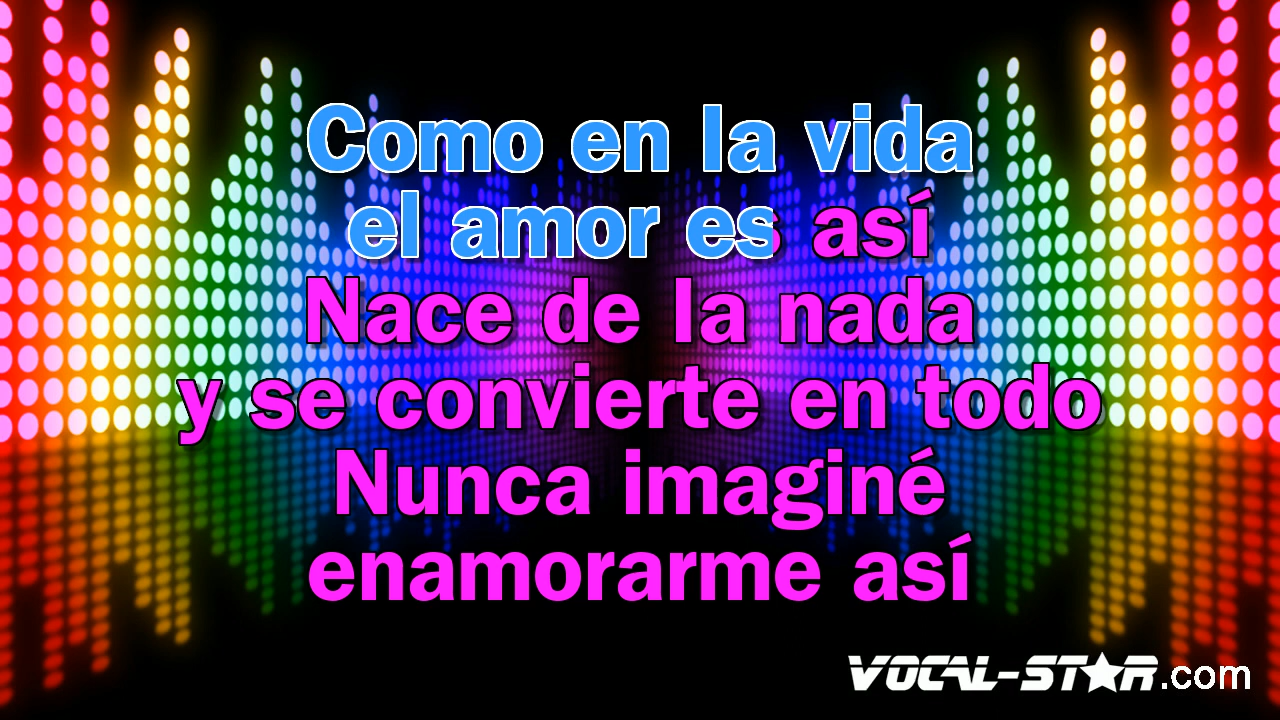 Como en la vida
el amor es así
Nace de la nada
y se convierte en todo
Nunca imaginé
enamorarme así
VOCAL-STAR.com